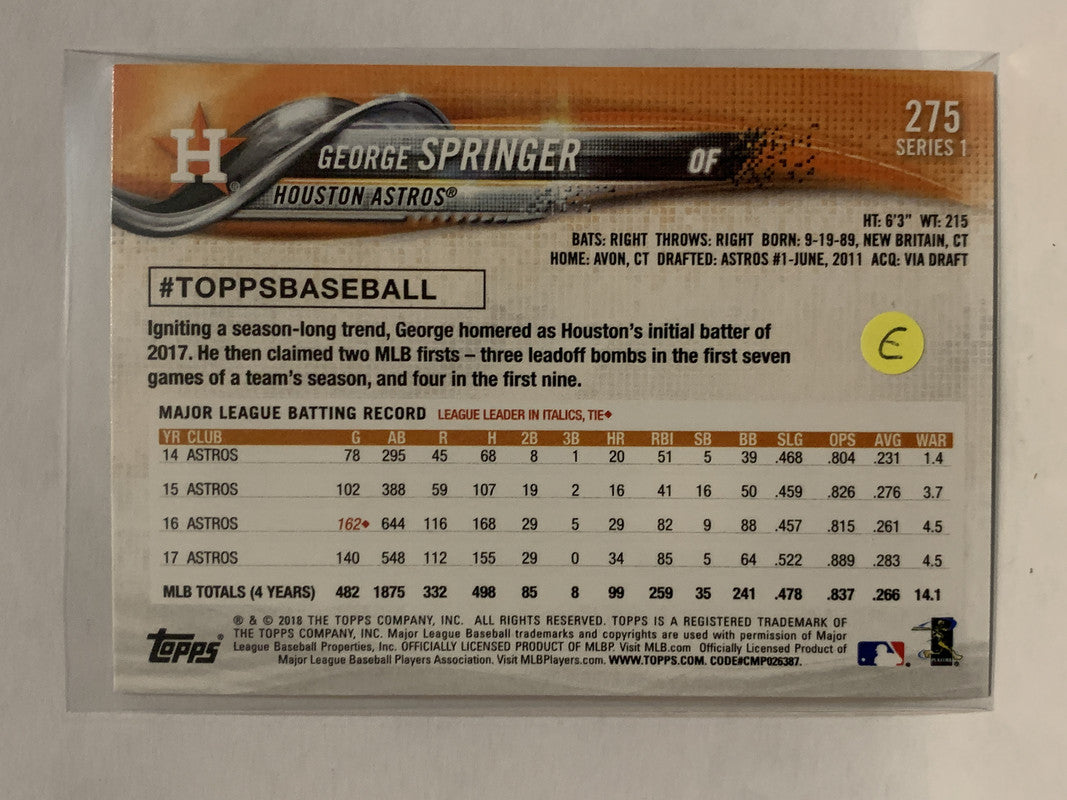 H
®
275
SERIES 1
GEORGE SPRINGER OF
HOUSTON ASTROS®
HT: 6'3" WT: 215
BATS: RIGHT THROWS: RIGHT BORN: 9-19-89, NEW BRITAIN, CT
HOME: AVON, CT DRAFTED: ASTROS #1-JUNE, 2011 ACQ: VIA DRAFT
#TOPPSBASEBALL
Igniting a season-long trend, George homered as Houston's initial batter of
2017. He then claimed two MLB firsts – three leadoff bombs in the first seven
games of a team's season, and four in the first nine.
E
MAJOR LEAGUE BATTING RECORD LEAGUE LEADER IN ITALICS, TIE◆
YR CLUB G AB R H 2B 3B HR RBI SB BB SLG OPS AVG WAR
14 ASTROS 78 295 45 68 8 1 20 51 5 39 .468 .804 .231 1.4
15 ASTROS 102 388 59 107 19 2 16 41 16 50 .459 .826 .276 3.7
16 ASTROS 162◆ 644 116 168 29 5 29 82 9 88 .457 .815 .261 4.5
17 ASTROS 140 548 112 155 29 0 34 85 5 64 .522 .889 .283 4.5
MLB TOTALS (4 YEARS) 482 1875 332 498 85 8 99 259 35 241 .478 .837 .266 14.1
® & © 2018 THE TOPPS COMPANY, INC. ALL RIGHTS RESERVED. TOPPS IS A REGISTERED TRADEMARK OF
THE TOPPS COMPANY, INC. Major League Baseball trademarks and copyrights are used with permission of Major
League Baseball Properties, Inc. OFFICIALLY LICENSED PRODUCT OF MLBP. Visit MLB.com Officially Licensed Product of
Major League Baseball Players Association. Visit MLBPlayers.com. WWW.TOPPS.COM. CODE#CMP026387.
Topps®